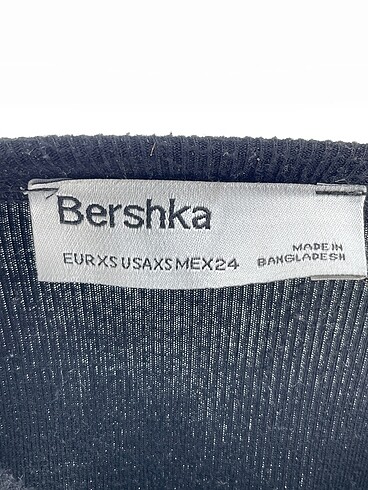 Bershka
EUR XS USA XS MEX 24
MADE IN
BANGLADESH